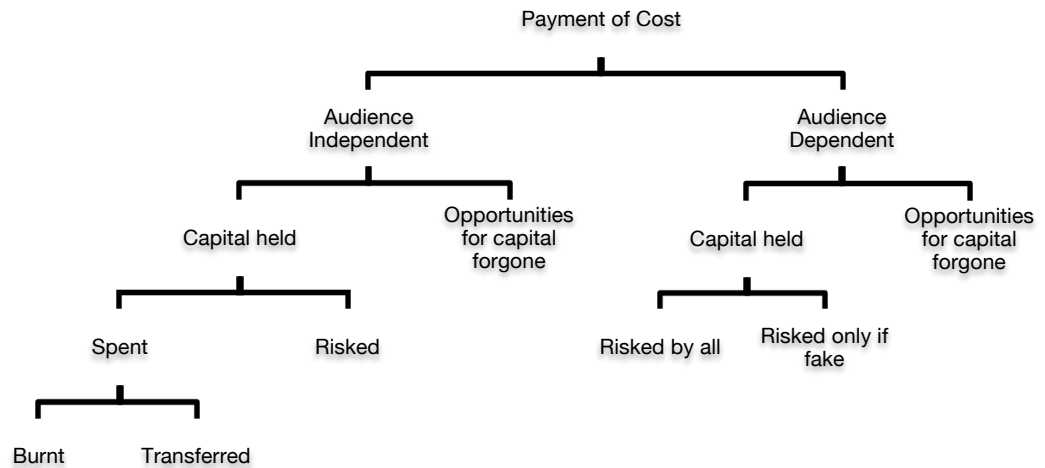 Payment of Cost
Audience
Independent
Audience
Dependent
Capital held
Opportunities
for capital
forgone
Capital held
Opportunities
for capital
forgone
Spent
Risked
Risked by all
Risked only if
fake
Burnt
Transferred